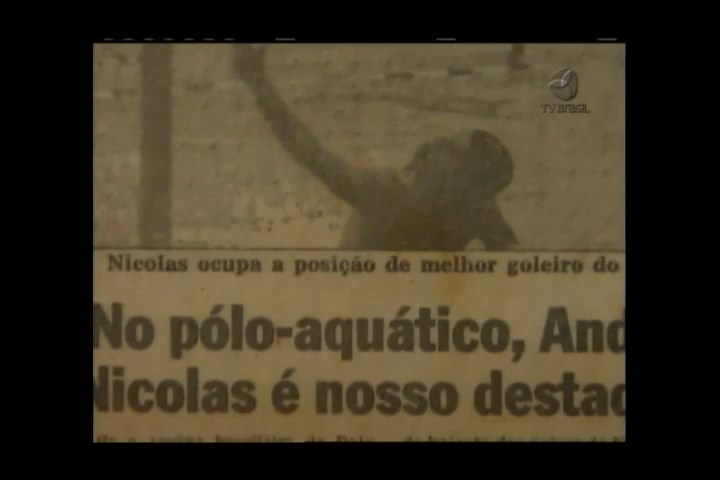 TV Brasil
Nicolas ocupa a posição de melhor goleiro do
No pólo-aquático, And
Nicolas é nosso destac